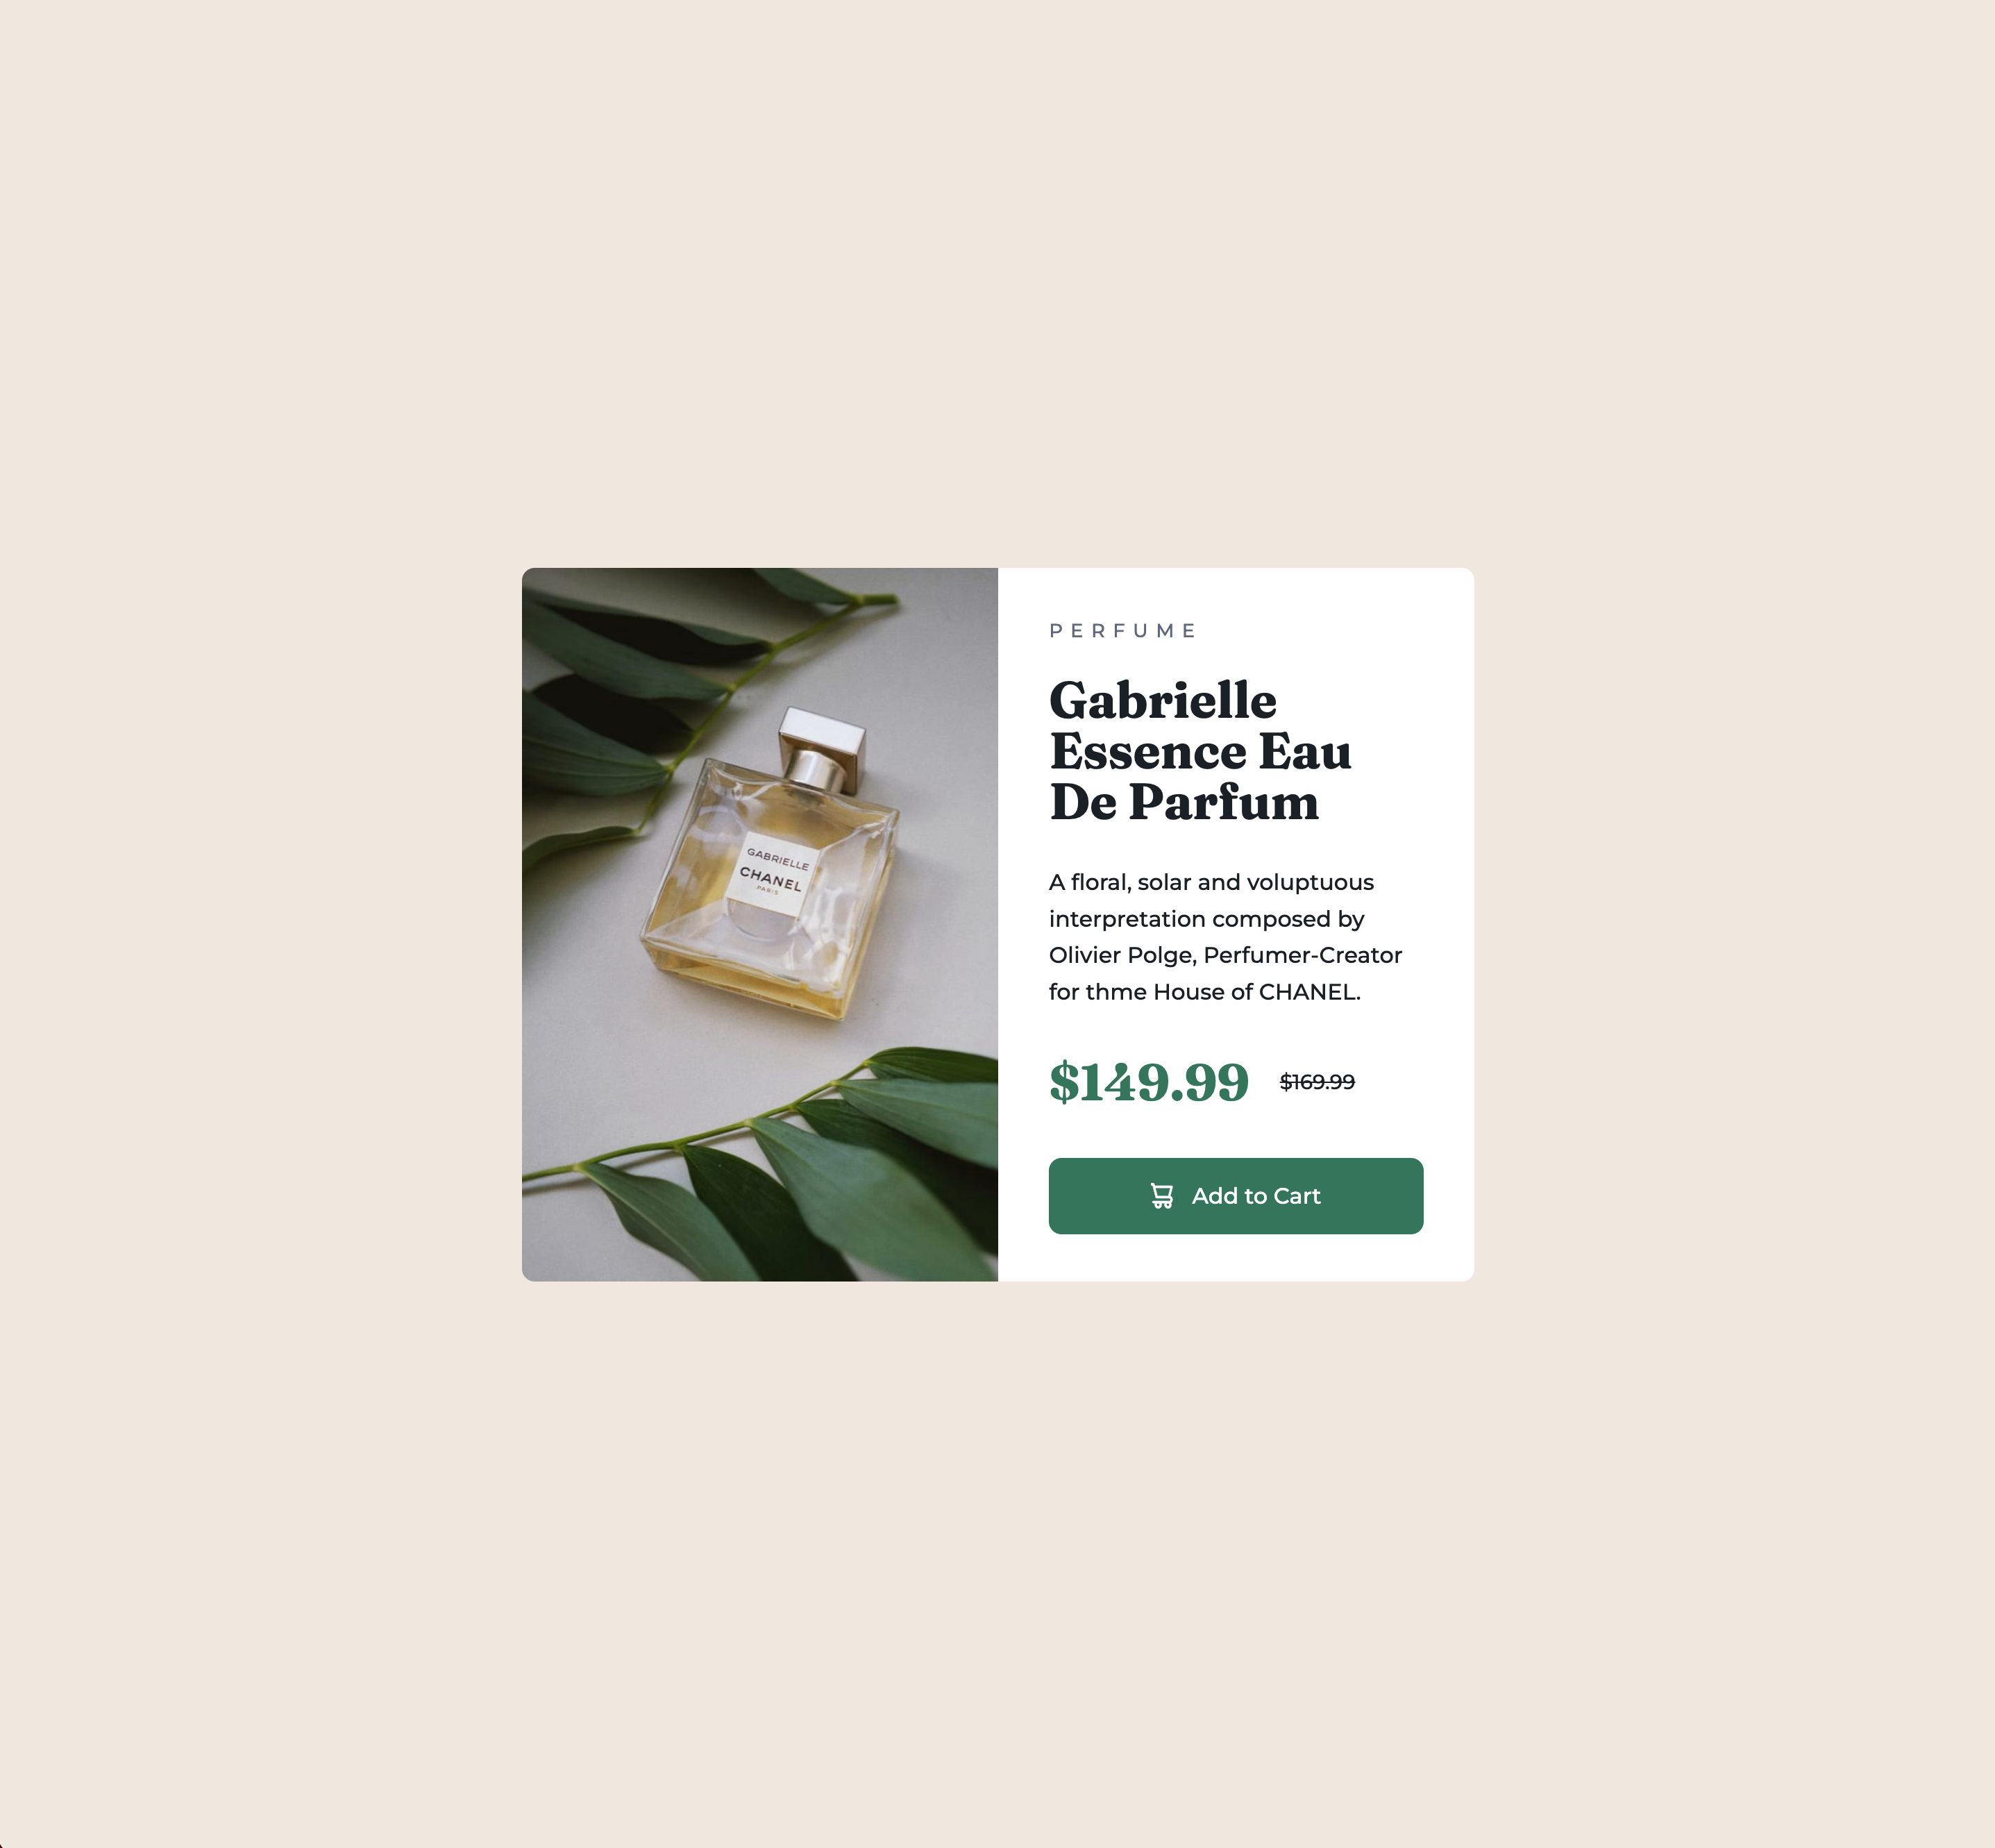 GABRIELLE
CHANEL
PARIS
PERFUME
Gabrielle
Essence Eau
De Parfum
A floral, solar and voluptuous
interpretation composed by
Olivier Polge, Perfumer-Creator
for thme House of CHANEL.
$149.99 $169.99
Add to Cart